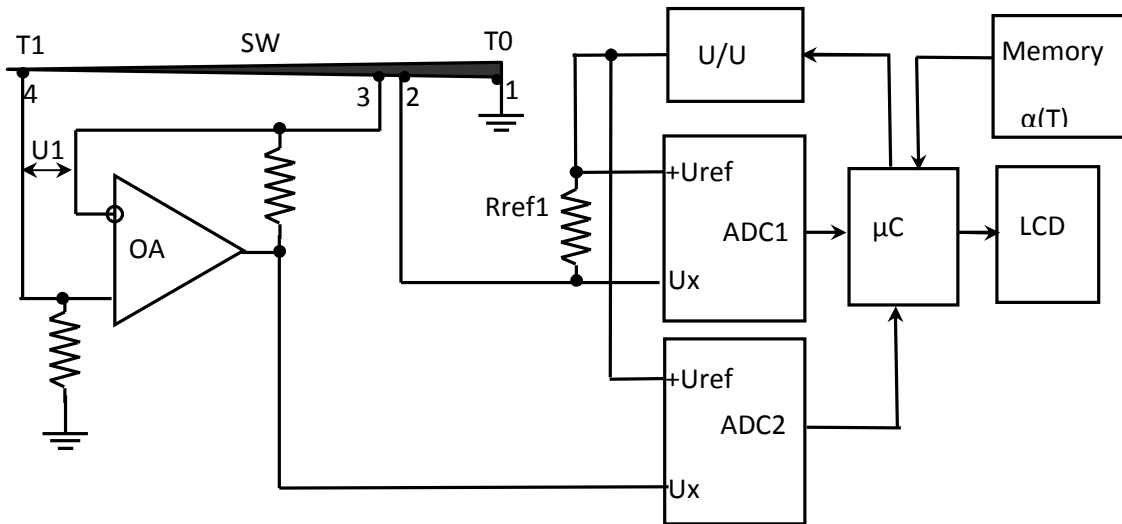 T1
SW
T0
4
3
2
1
U1
OA
Rref1
U/U
Memory
α(T)
+Uref
ADC1
Ux
µC
LCD
+Uref
ADC2
Ux